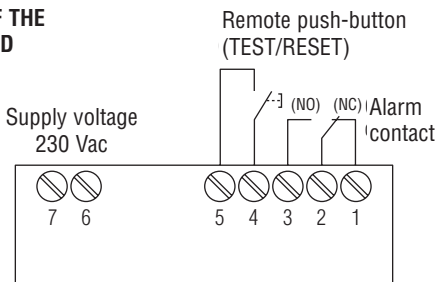 F THE
D
Remote push-button
(TEST/RESET)
Supply voltage
230 Vac
(NO) (NC) Alarm
contact
7 6 5 4 3 2 1